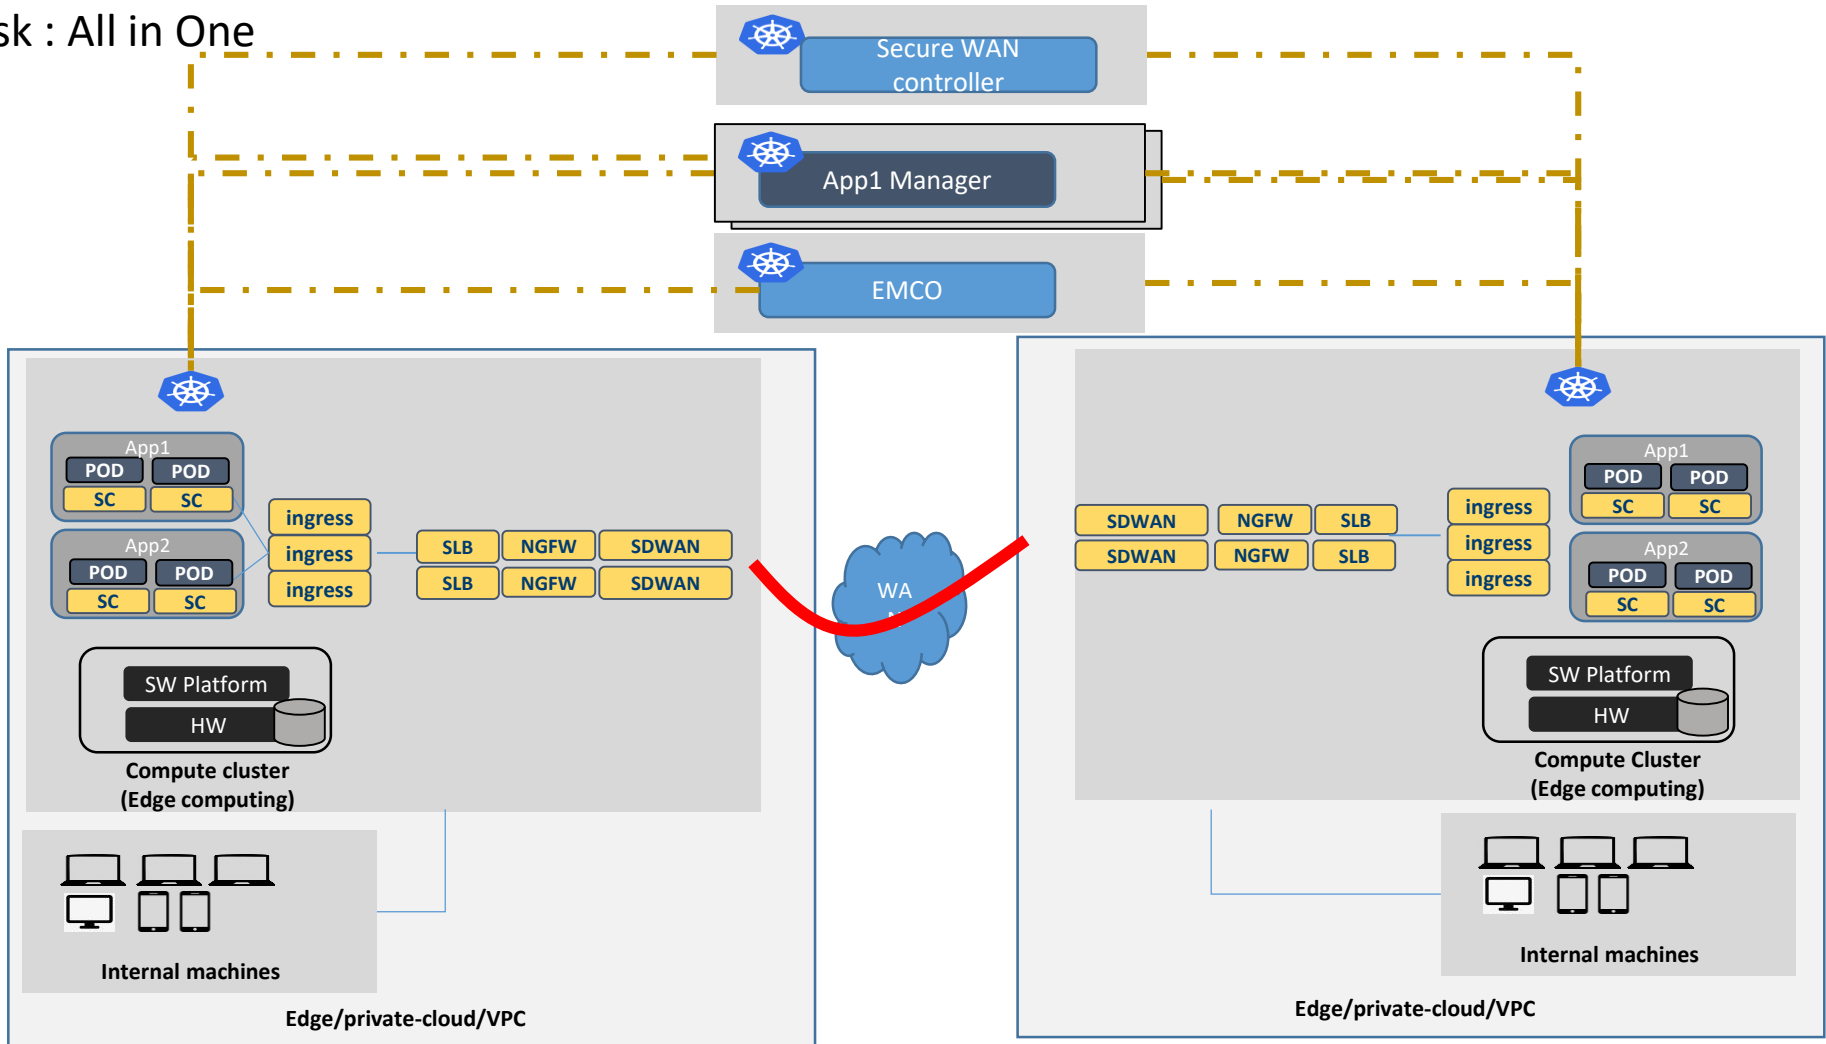 sk : All in One
Secure WAN
controller
App1 Manager
EMCO
App1
POD POD
SC SC
App2
POD POD
SC SC
ingress
ingress
ingress
SLB NGFW SDWAN
SLB NGFW SDWAN
SW Platform
HW
Compute cluster
(Edge computing)
Internal machines
Edge/private-cloud/VPC
WA
N
SDWAN NGFW SLB
SDWAN NGFW SLB
ingress
ingress
ingress
App1
POD POD
SC SC
App2
POD POD
SC SC
SW Platform
HW
Compute Cluster
(Edge computing)
Internal machines
Edge/private-cloud/VPC